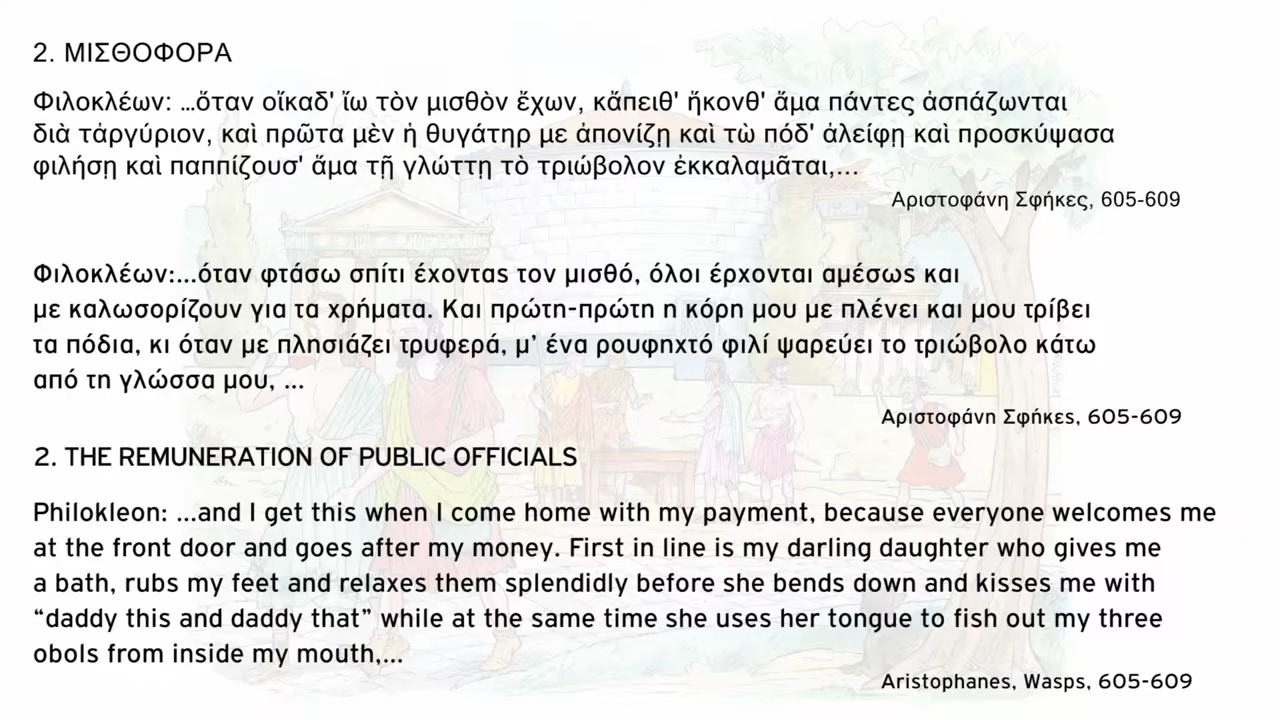 2. ΜΙΣΘΟΦΟΡΑ
Φιλοκλέων: ...ὅταν οἴκαδ' ἴω τὸν μισθὸν ἔχων, κἄπειθ' ἥκονθ' ἅμα πάντες ἀσπάζωνται
διὰ τἀργύριον, καὶ πρῶτα μὲν ἡ θυγάτηρ με ἀπονίζῃ καὶ τὼ πόδ' ἀλείφῃ καὶ προσκύψασα
φιλήσῃ καὶ παππίζουσ' ἅμα τῇ γλώττῃ τὸ τριώβολον ἐκκαλαμᾶται,...
Αριστοφάνη Σφήκες, 605-609
Φιλοκλέων:...όταν φτάσω σπίτι έχοντας τον μισθό, όλοι έρχονται αμέσως και
με καλωσορίζουν για τα χρήματα. Και πρώτη-πρώτη η κόρη μου με πλένει και μου τρίβει
τα πόδια, κι όταν με πλησιάζει τρυφερά, μ' ένα ρουφηχτό φιλί ψαρεύει το τριώβολο κάτω
από τη γλώσσα μου, ...
Αριστοφάνη Σφήκες, 605-609
2. THE REMUNERATION OF PUBLIC OFFICIALS
Philokleon: ...and I get this when I come home with my payment, because everyone welcomes me
at the front door and goes after my money. First in line is my darling daughter who gives me
a bath, rubs my feet and relaxes them splendidly before she bends down and kisses me with
“daddy this and daddy that” while at the same time she uses her tongue to fish out my three
obols from inside my mouth,...
Aristophanes, Wasps, 605-609